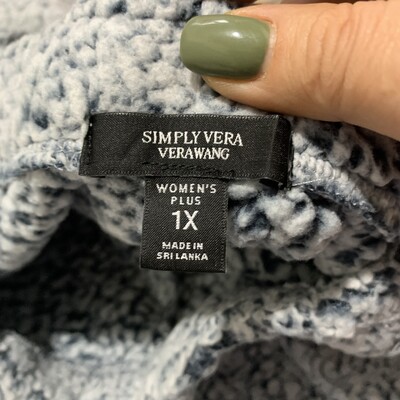 SIMPLY VERA
VERAWANG
WOMEN'S
PLUS
1X
MADE IN
SRI LANKA